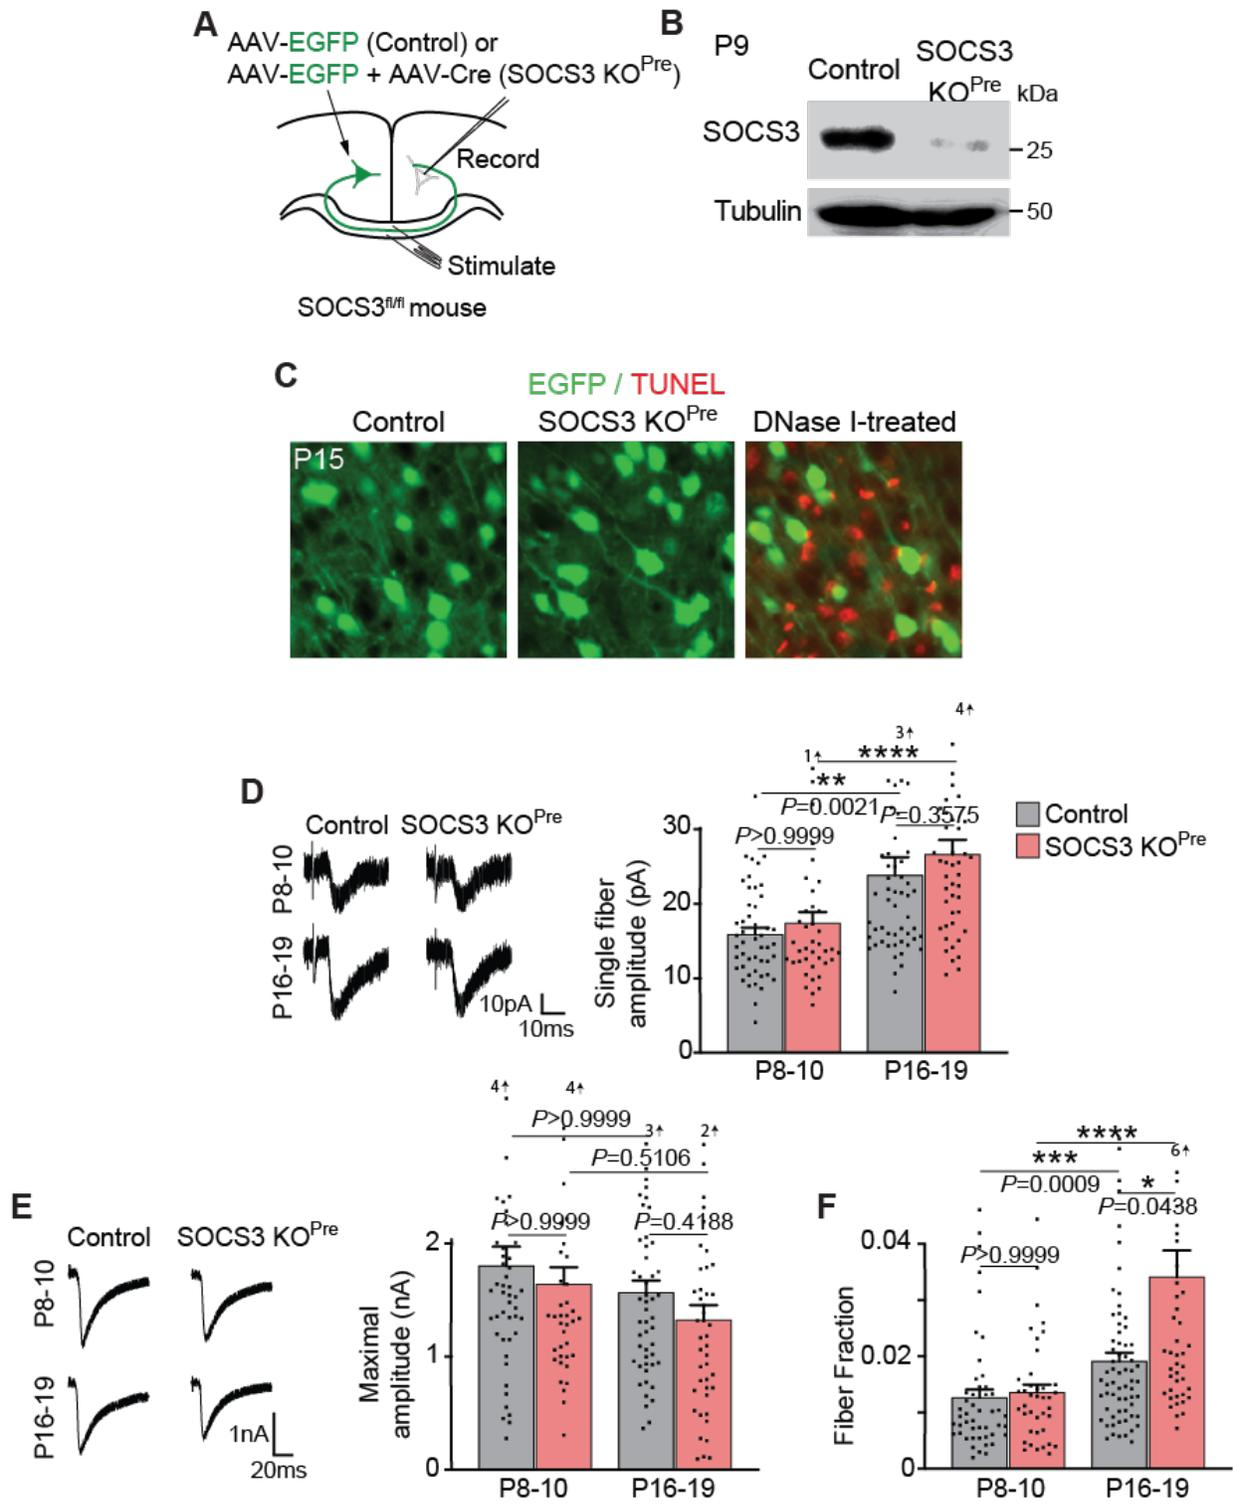 A
AAV-EGFP (Control) or
AAV-EGFP + AAV-Cre (SOCS3 KOPre)
Record
Stimulate
SOCS3fl/fl mouse
B
P9
Control
SOCS3
KOPre
kDa
SOCS3
25
Tubulin
50
C
EGFP / TUNEL
Control
SOCS3 KOPre
DNase I-treated
P15
D
Control
SOCS3 KOPre
P8-10
P16-19
10pA
10ms
Single fiber
amplitude (pA)
30
20
10
0
4↑
3↑
1↑
****
**
P=0.0021
P=0.3575
P>0.9999
P8-10
P16-19
Control
SOCS3 KOPre
E
Control
SOCS3 KOPre
P8-10
P16-19
1nA
20ms
Maximal
amplitude (nA)
2
1
0
4↑
4↑
P>0.9999
3↑
2↑
P=0.5106
P>0.9999
P=0.4188
P8-10
P16-19
F
Fiber Fraction
0.04
0.02
0
****
6↑
***
P=0.0009
*
P=0.0438
P>0.9999
P8-10
P16-19